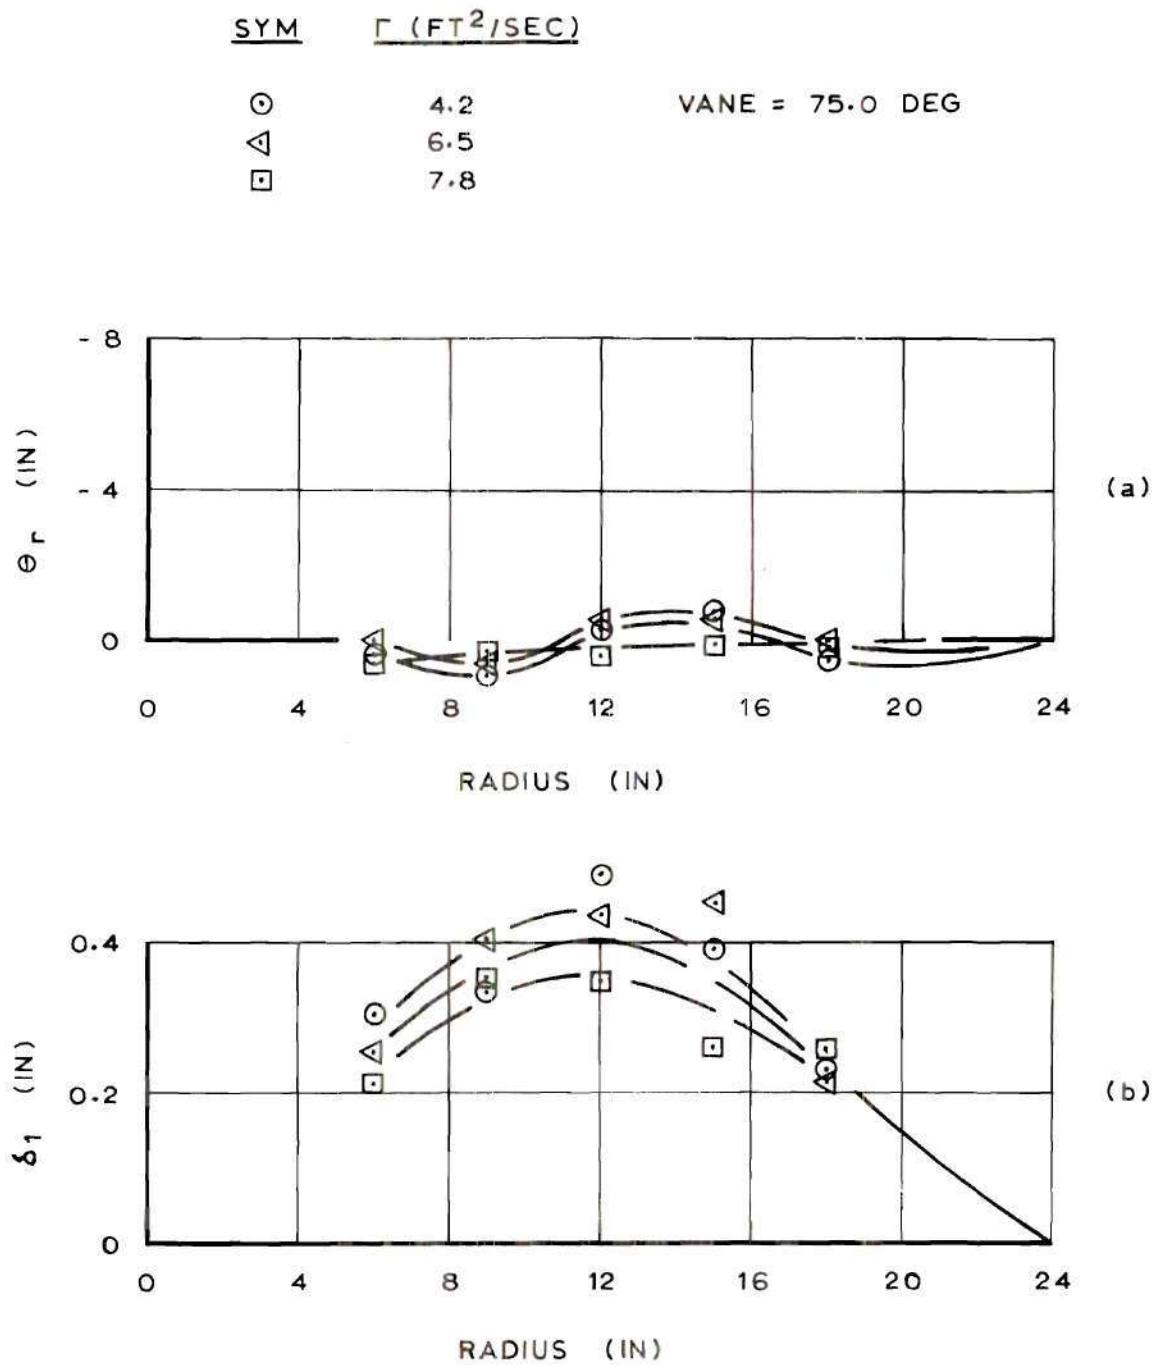 SYM Γ (FT²/SEC)
4.2 VANE = 75.0 DEG
6.5
7.8
- 8
- 4
0
θr (IN)
(a)
0 4 8 12 16 20 24
RADIUS (IN)
0.4
0.2
0
δ1 (IN)
(b)
0 4 8 12 16 20 24
RADIUS (IN)